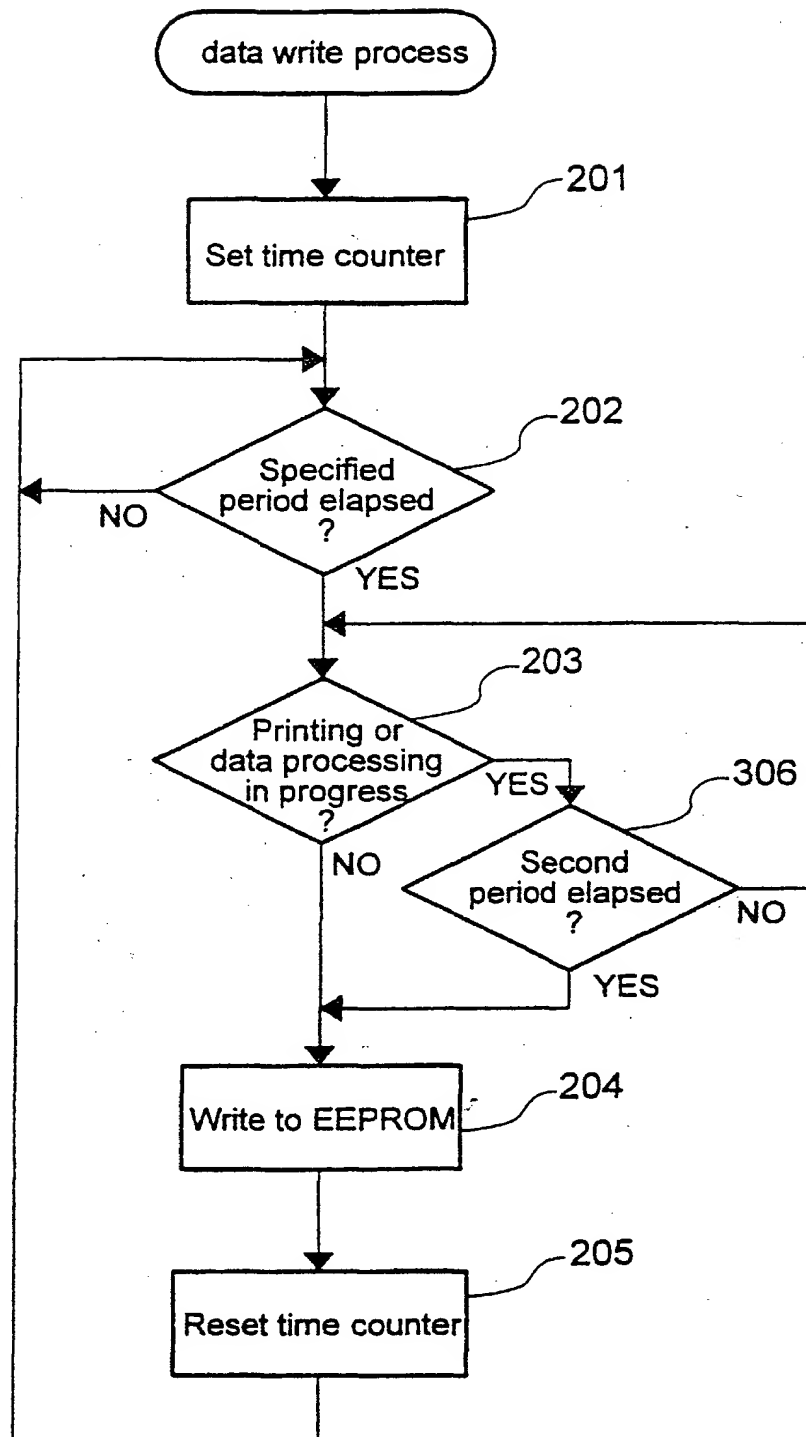 data write process
201
Set time counter
202
Specified
period elapsed
?
NO
YES
203
Printing or
data processing
in progress
?
YES
306
NO
Second
period elapsed
?
NO
YES
204
Write to EEPROM
205
Reset time counter